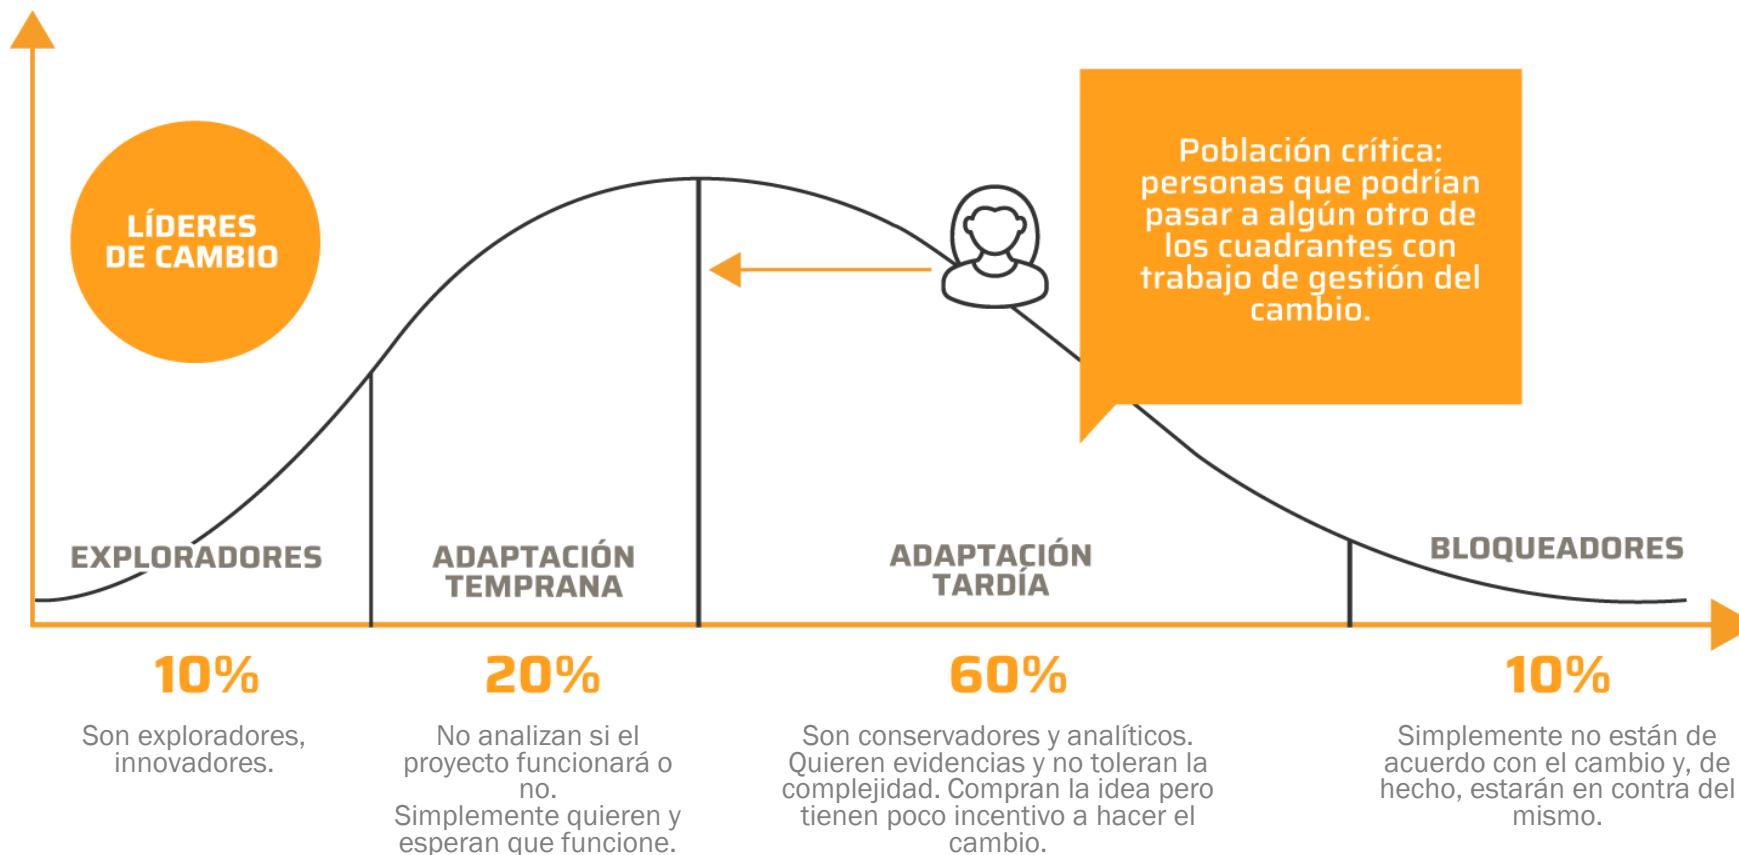 LÍDERES
DE CAMBIO
Población crítica:
personas que podrían
pasar a algún otro de
los cuadrantes con
trabajo de gestión del
cambio.
EXPLORADORES
ADAPTACIÓN
TEMPRANA
ADAPTACIÓN
TARDÍA
BLOQUEADORES
10%
20%
60%
10%
Son exploradores,
innovadores.
No analizan si el
proyecto funcionará o
no.
Simplemente quieren y
esperan que funcione.
Son conservadores y analíticos.
Quieren evidencias y no toleran la
complejidad. Compran la idea pero
tienen poco incentivo a hacer el
cambio.
Simplemente no están de
acuerdo con el cambio y, de
hecho, estarán en contra del
mismo.